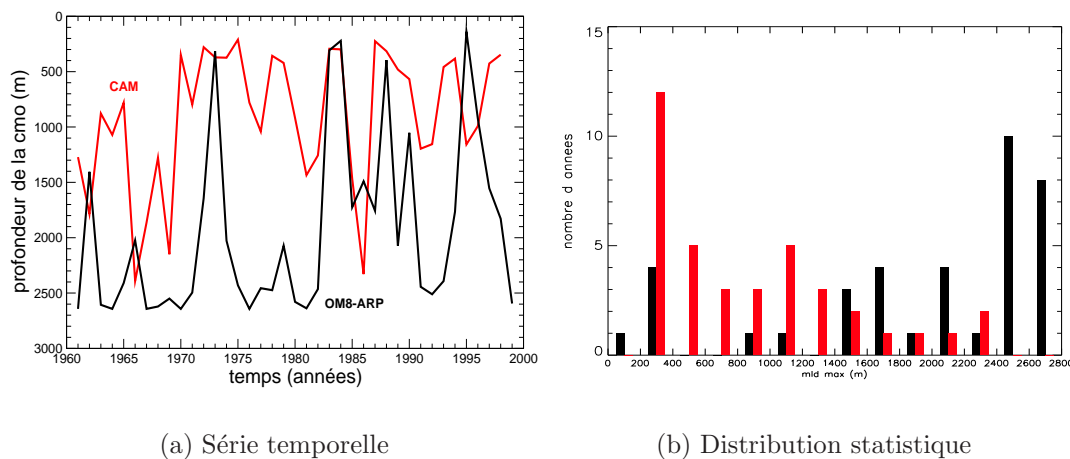 profondeur de la cmo (m)
0
500
1000
1500
2000
2500
3000
CAM
OM8-ARP
1960 1965 1970 1975 1980 1985 1990 1995 2000
temps (années)
nombre d annees
15
10
5
0
0 200 400 600 800 1000 1200 1400 1600 1800 2000 2200 2400 2600 2800
mld max (m)
(a) Série temporelle
(b) Distribution statistique